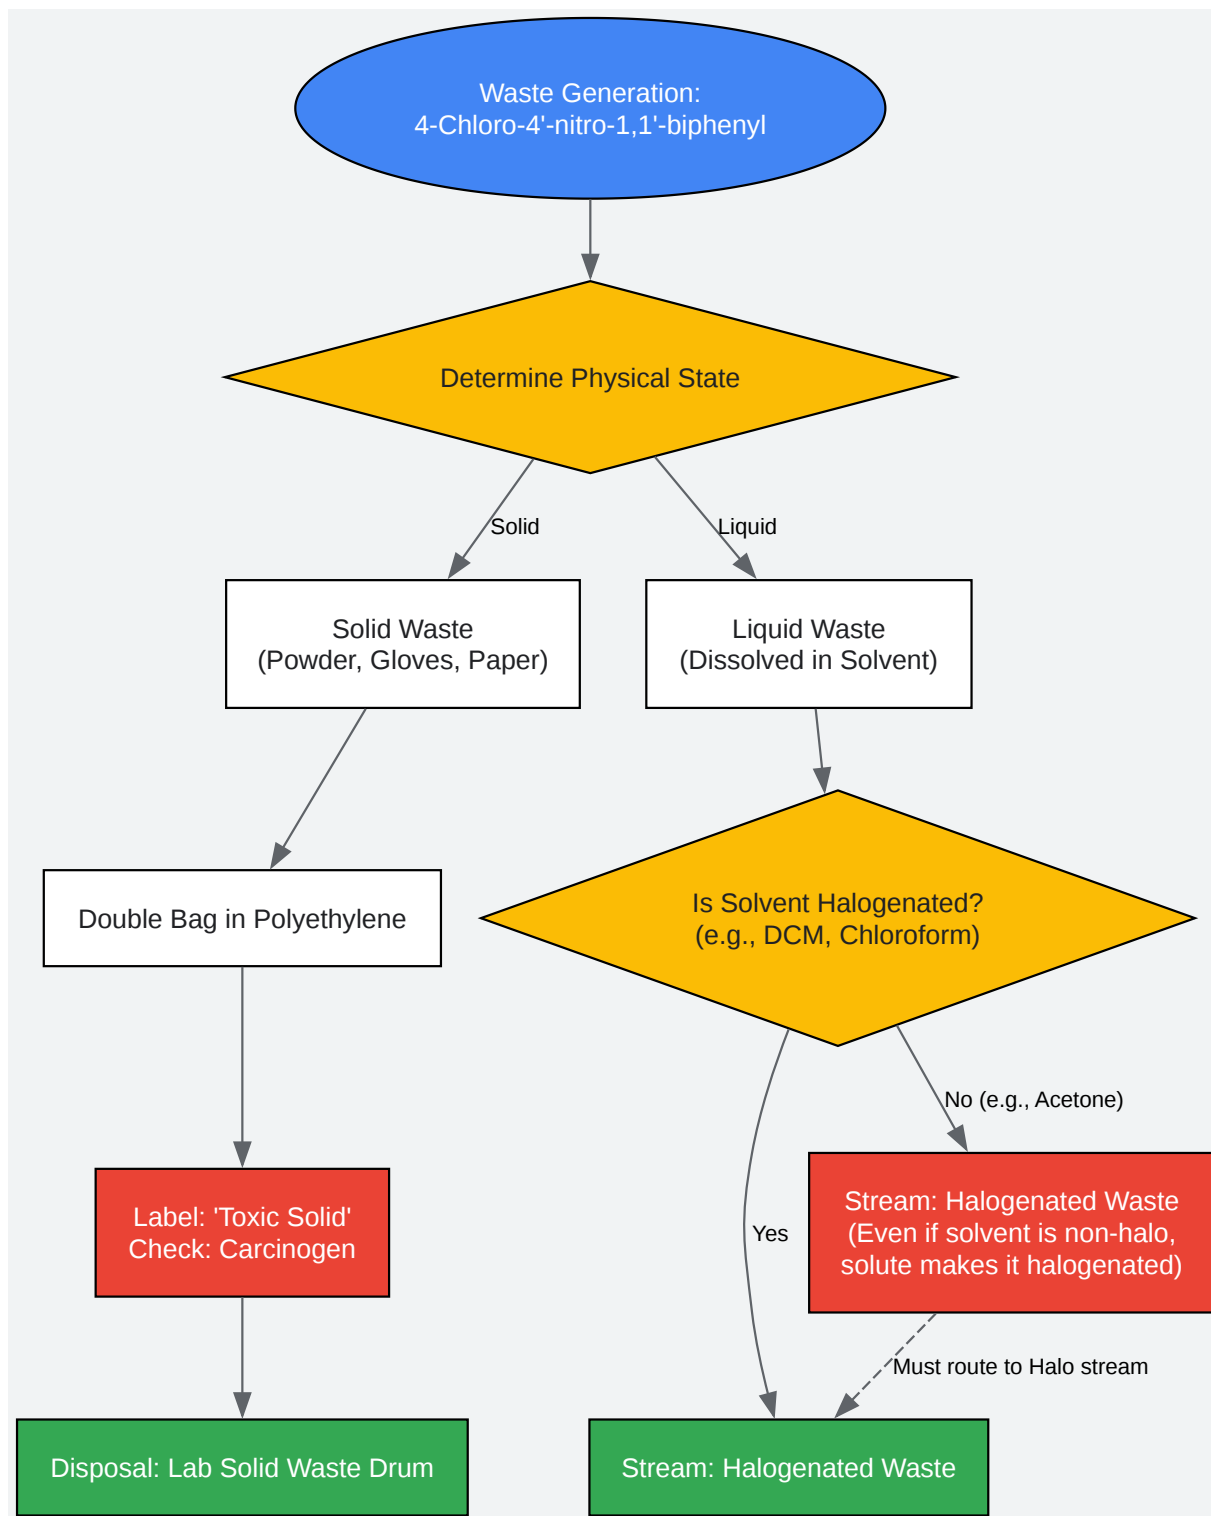 Waste Generation:
4-Chloro-4'-nitro-1,1'-biphenyl
Determine Physical State
Solid
Liquid
Solid Waste
(Powder, Gloves, Paper)
Liquid Waste
(Dissolved in Solvent)
Double Bag in Polyethylene
Is Solvent Halogenated?
(e.g., DCM, Chloroform)
No (e.g., Acetone)
Label: 'Toxic Solid'
Check: Carcinogen
Yes
Stream: Halogenated Waste
(Even if solvent is non-halo,
solute makes it halogenated)
Must route to Halo stream
Disposal: Lab Solid Waste Drum
Stream: Halogenated Waste